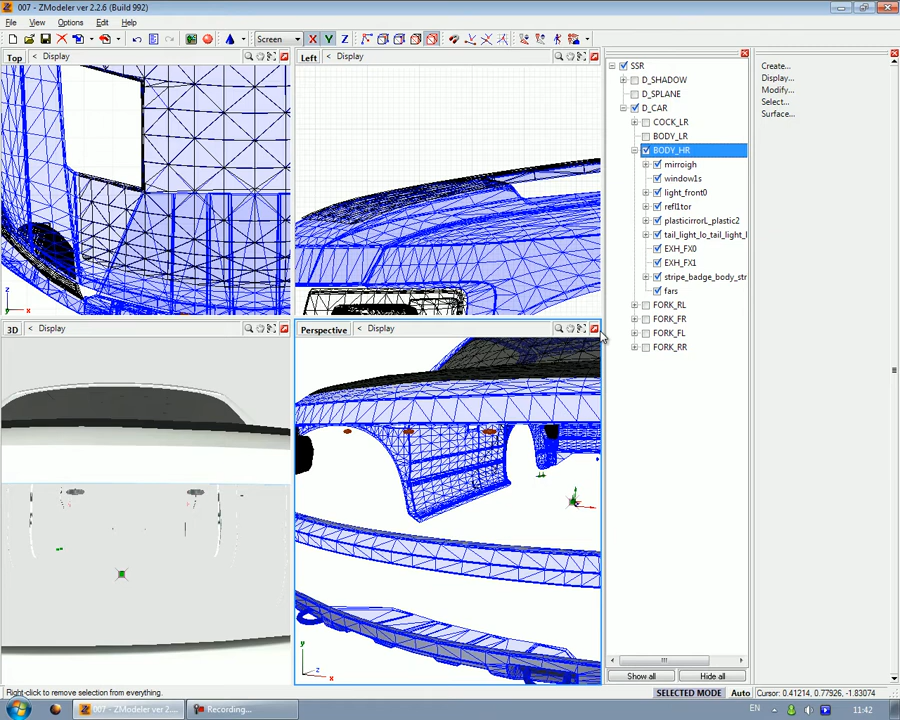 007 - ZModeler ver 2.2.6 (Build 992)
File View Options Edit Help
Screen X Y Z
Top < Display
Left < Display
3D < Display
Perspective < Display
SSR
D_SHADOW
D_SPLANE
D_CAR
COCK_LR
BODY_LR
BODY_HR
mirroigh
window1s
light_front0
refl1tor
plasticirrorL_plastic2
tail_light_lo_tail_light_l
EXH_FX0
EXH_FX1
stripe_badge_body_str
fars
FORK_RL
FORK_FR
FORK_FL
FORK_RR
Show all Hide all
Create...
Display...
Modify...
Select...
Surface...
z x
y z x
Right-click to remove selection from everything.
SELECTED MODE Auto Cursor: 0.41214, 0.77926, -1.83074
007 - ZModeler ver 2.... Recording... EN 11:42